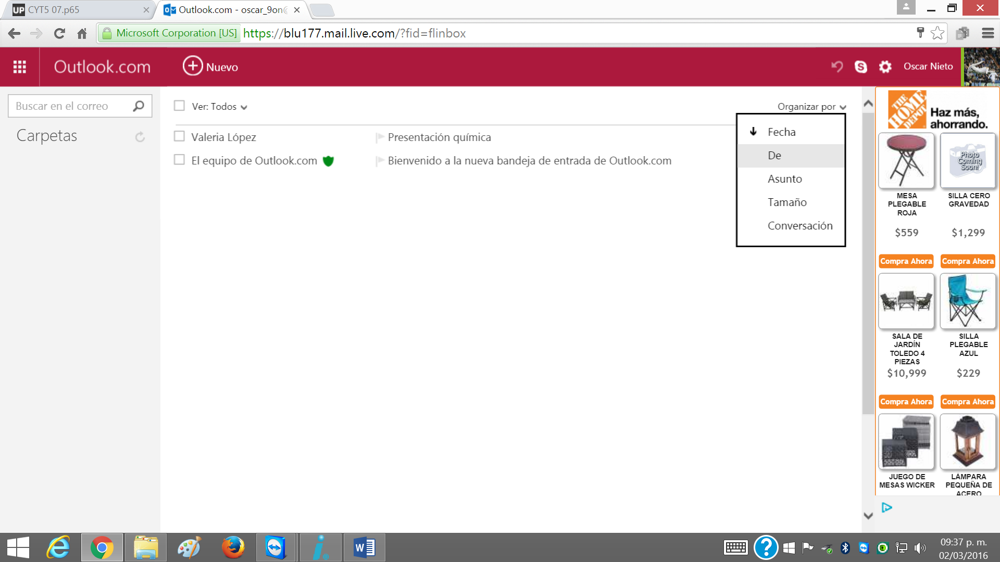 UP CYT5 07.p65
Outlook.com - oscar_9on@
Microsoft Corporation [US] https://blu177.mail.live.com/?fid=flinbox
Outlook.com
Nuevo
Oscar Nieto
Buscar en el correo
Carpetas
Ver: Todos
Organizar por
Valeria López Presentación química
El equipo de Outlook.com Bienvenido a la nueva bandeja de entrada de Outlook.com
Fecha
De
Asunto
Tamaño
Conversación
THE HOME DEPOT
Haz más,
ahorrando.
Photo
Coming
Soon!
MESA
PLEGABLE
ROJA
$559
Compra Ahora
SILLA CERO
GRAVEDAD
$1,299
Compra Ahora
SALA DE
JARDÍN
TOLEDO 4
PIEZAS
$10,999
Compra Ahora
SILLA
PLEGABLE
AZUL
$229
Compra Ahora
JUEGO DE
MESAS WICKER
LÁMPARA
PEQUEÑA DE
ACERO
09:37 p. m.
02/03/2016